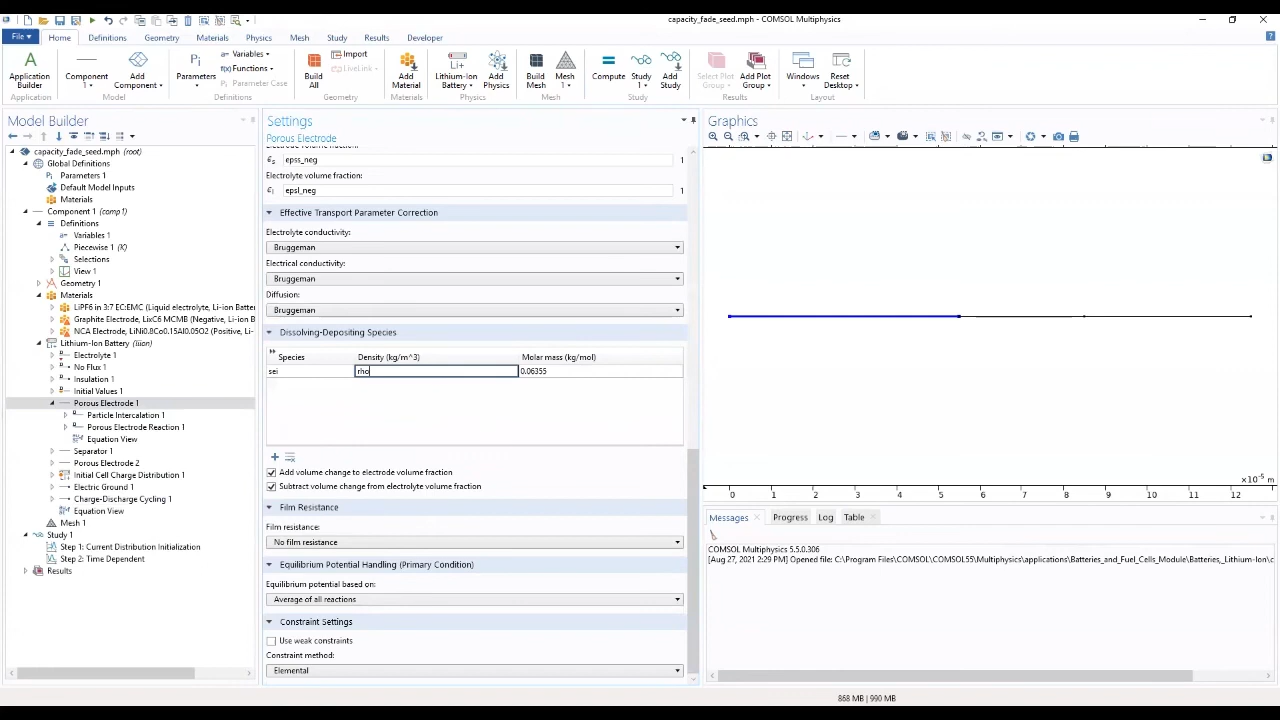 capacity_fade_seed.mph - COMSOL Multiphysics
File Home Definitions Geometry Materials Physics Mesh Study Results Developer
Application Builder
Component 1
Add Component
Parameters
Variables
Functions
Parameter Case
Build All
Import
LiveLink
Add Material
Lithium-Ion Battery
Add Physics
Build Mesh
Mesh 1
Compute
Study 1
Add Study
Select Plot Group
Add Plot Group
Windows
Reset Desktop
Application Model Definitions Geometry Materials Physics Mesh Study Results Layout
Model Builder
capacity_fade_seed.mph (root)
Global Definitions
Parameters 1
Default Model Inputs
Materials
Component 1 (comp1)
Definitions
Variables 1
Piecewise 1 (K)
Selections
View 1
Geometry 1
Materials
LiPF6 in 3:7 EC:EMC (Liquid electrolyte, Li-ion Batter
Graphite Electrode, LixC6 MCMB (Negative, Li-ion Ba
NCA Electrode, LiNi0.8Co0.15Al0.05O2 (Positive, Li-
Lithium-Ion Battery (liion)
Electrolyte 1
No Flux 1
Insulation 1
Initial Values 1
Porous Electrode 1
Particle Intercalation 1
Porous Electrode Reaction 1
Equation View
Separator 1
Porous Electrode 2
Initial Cell Charge Distribution 1
Electric Ground 1
Charge-Discharge Cycling 1
Equation View
Mesh 1
Study 1
Step 1: Current Distribution Initialization
Step 2: Time Dependent
Results
Settings
Porous Electrode
Electrode volume fraction:
εs epss_neg 1
Electrolyte volume fraction:
εl epsl_neg 1
Effective Transport Parameter Correction
Electrolyte conductivity:
Bruggeman
Electrical conductivity:
Bruggeman
Diffusion:
Bruggeman
Dissolving-Depositing Species
Species Density (kg/m^3) Molar mass (kg/mol)
sei rho 0.06355
Add volume change to electrode volume fraction
Subtract volume change from electrolyte volume fraction
Film Resistance
Film resistance:
No film resistance
Equilibrium Potential Handling (Primary Condition)
Equilibrium potential based on:
Average of all reactions
Constraint Settings
Use weak constraints
Constraint method:
Elemental
Graphics
×10-5 m
0 1 2 3 4 5 6 7 8 9 10 11 12
Messages Progress Log Table
COMSOL Multiphysics 5.5.0.306
[Aug 27, 2021 2:29 PM] Opened file: C:\Program Files\COMSOL\COMSOL55\Multiphysics\applications\Batteries_and_Fuel_Cells_Module\Batteries,_Lithium-Ion\c
868 MB | 990 MB